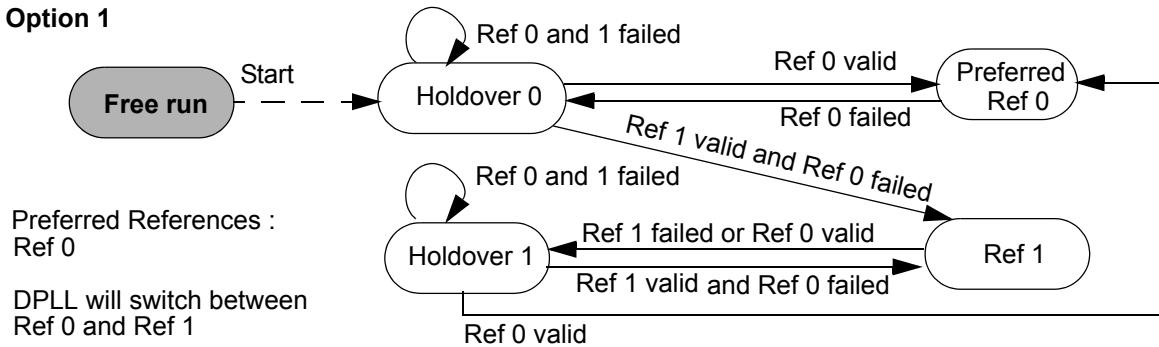 Option 1
Ref 0 and 1 failed
Start
Free run
Holdover 0
Ref 0 valid
Ref 0 failed
Preferred
Ref 0
Ref 1 valid and Ref 0 failed
Ref 0 and 1 failed
Preferred References :
Ref 0
Holdover 1
Ref 1 failed or Ref 0 valid
Ref 1 valid and Ref 0 failed
Ref 1
DPLL will switch between
Ref 0 and Ref 1
Ref 0 valid